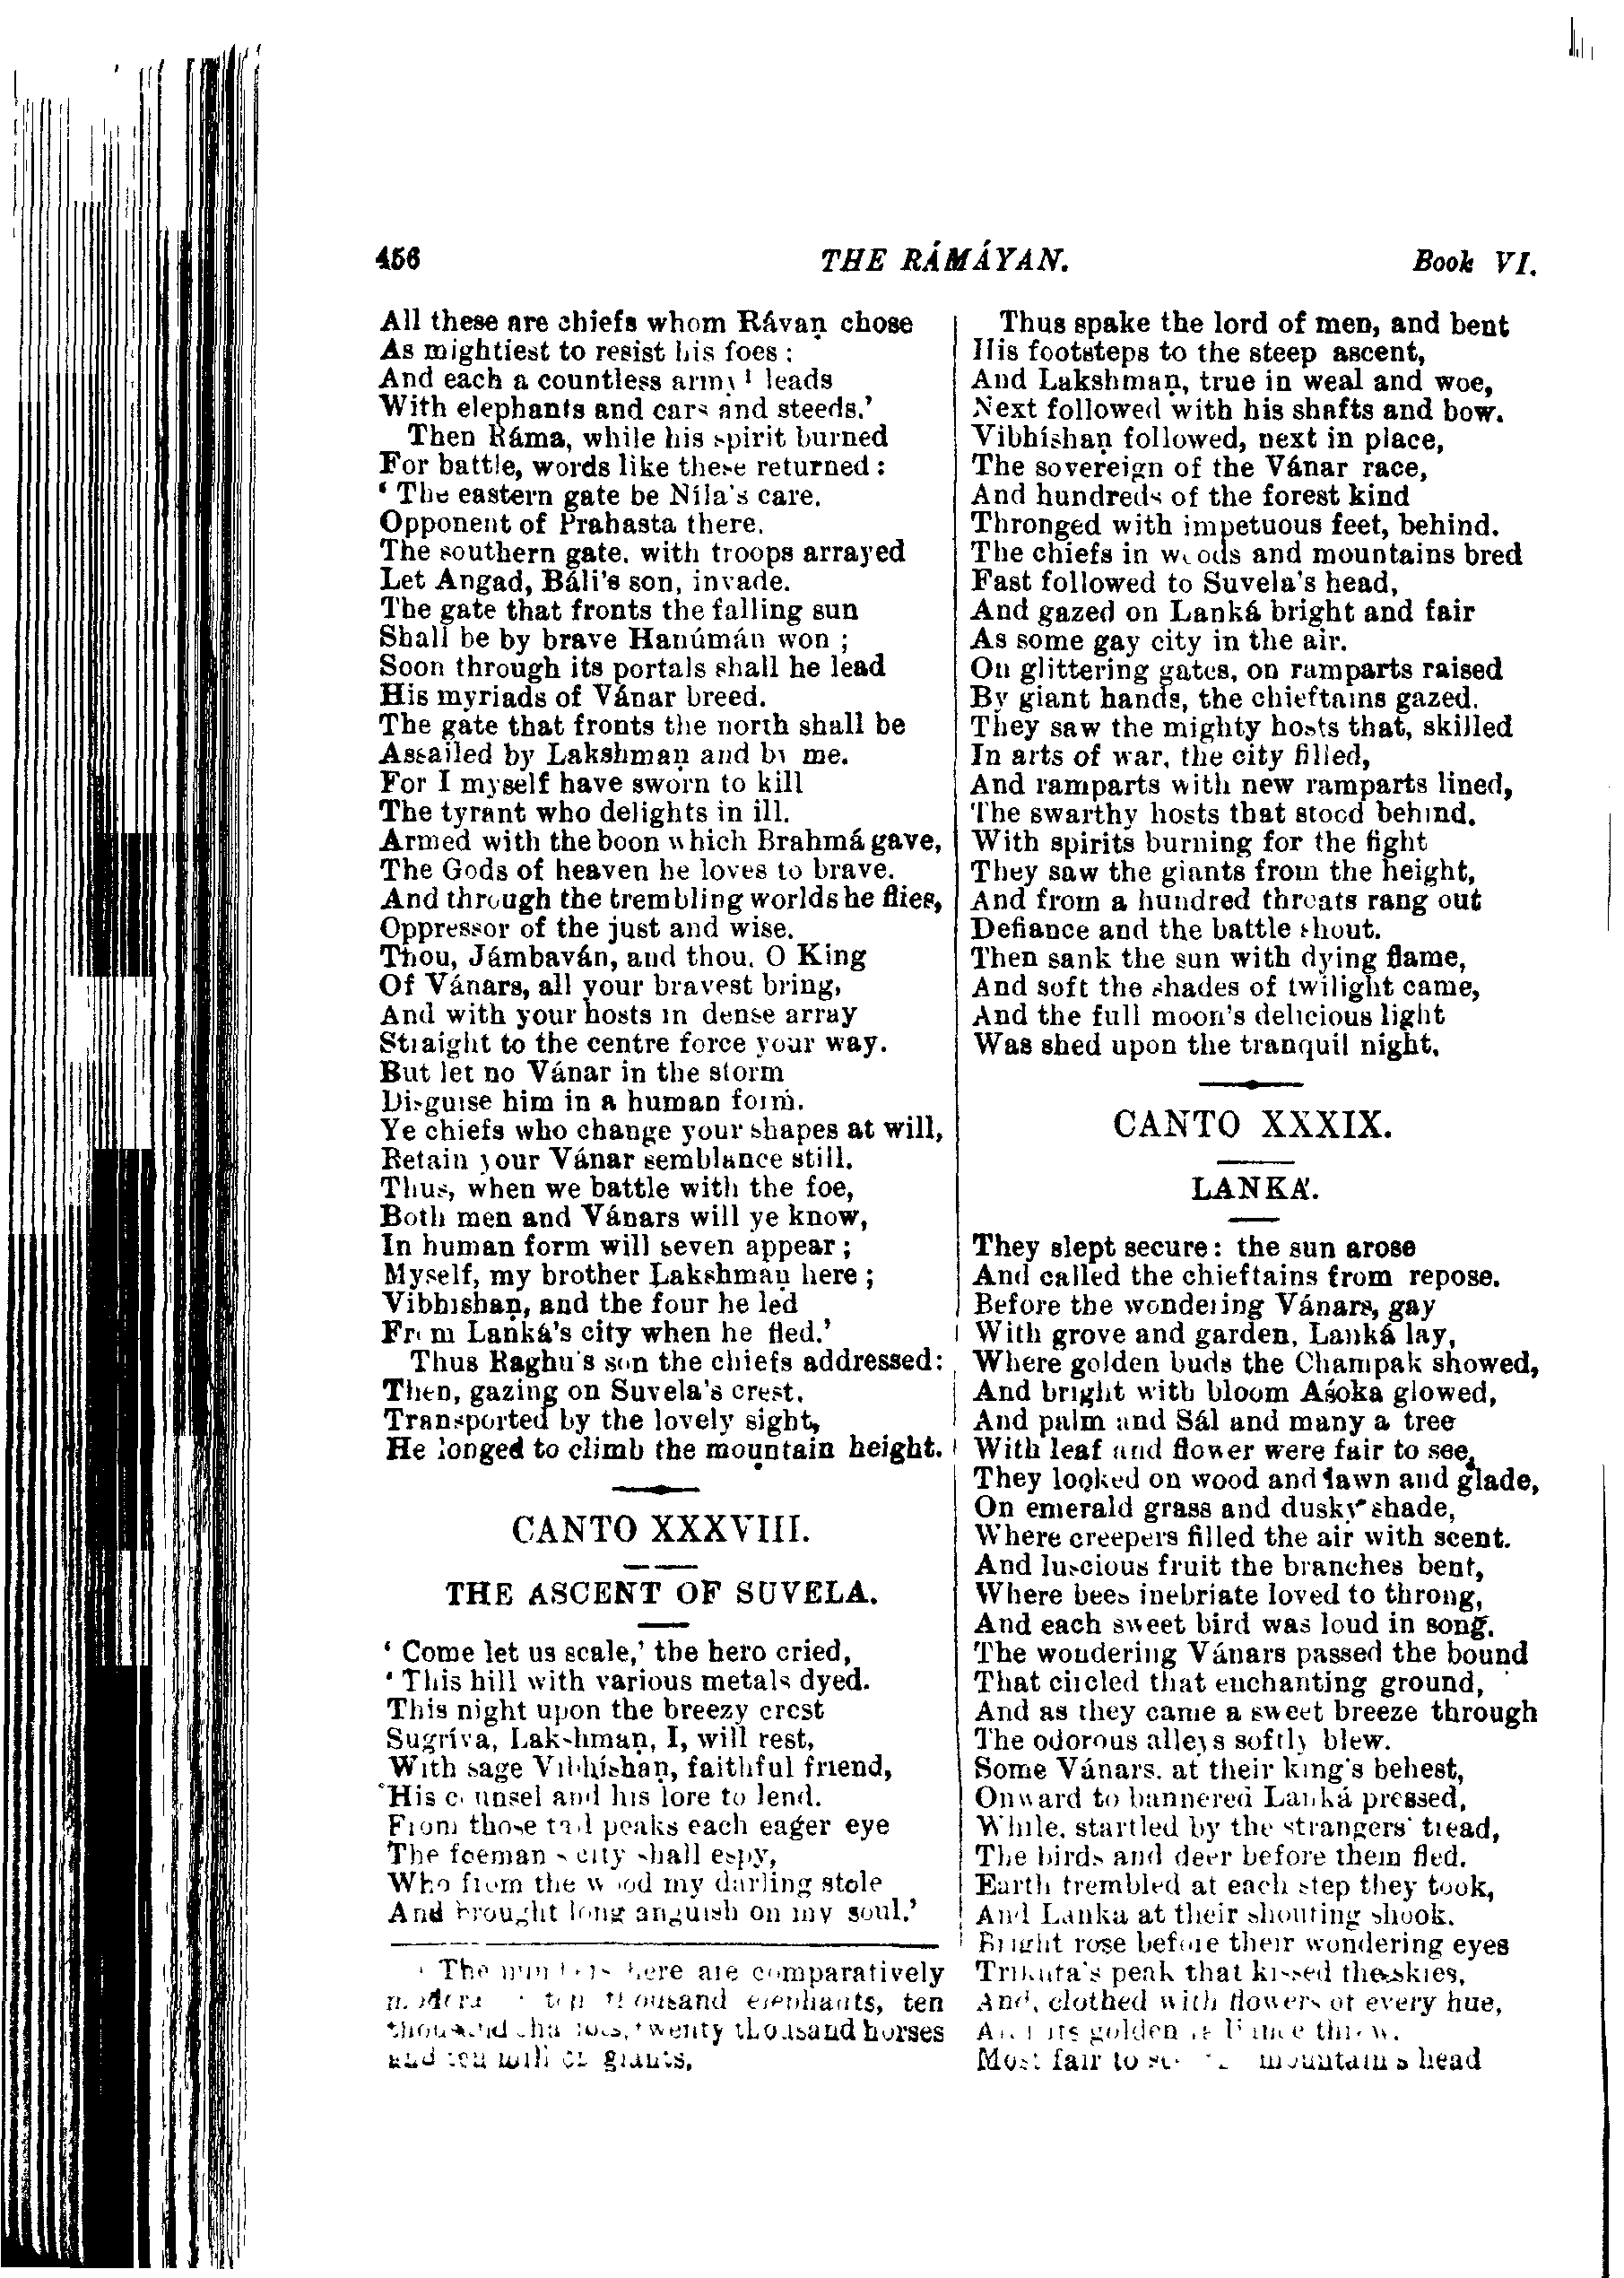 456 THE RÁMÁYAN. Book VI.
All these are chiefs whom Rávaṇ chose
As mightiest to resist his foes :
And each a countless army¹ leads
With elephants and cars and steeds.’
Then Ráma, while his spirit burned
For battle, words like these returned :
‘ The eastern gate be Níla's care.
Opponent of Prahasta there.
The southern gate. with troops arrayed
Let Angad, Báli's son, invade.
The gate that fronts the falling sun
Shall be by brave Hanúmán won ;
Soon through its portals shall he lead
His myriads of Vánar breed.
The gate that fronts the north shall be
Assailed by Lakshmaṇ and by me.
For I myself have sworn to kill
The tyrant who delights in ill.
Armed with the boon which Brahmá gave,
The Gods of heaven he loves to brave.
And through the trembling worlds he flies,
Oppressor of the just and wise.
Thou, Jámbaván, and thou, O King
Of Vánars, all your bravest bring,
And with your hosts in dense array
Straight to the centre force your way.
But let no Vánar in the storm
Disguise him in a human form.
Ye chiefs who change your shapes at will,
Retain your Vánar semblance still.
Thus, when we battle with the foe,
Both men and Vánars will ye know,
In human form will seven appear ;
Myself, my brother Lakshmaṇ here ;
Vibhishaṇ, and the four he led
From Lanká's city when he fled.’
Thus Raghu's son the chiefs addressed:
Then, gazing on Suvela's crest,
Transported by the lovely sight,
He longed to climb the mountain height.
CANTO XXXVIII.
THE ASCENT OF SUVELA.
‘ Come let us scale,’ the hero cried,
‘ This hill with various metals dyed.
This night upon the breezy crest
Sugríva, Lakshmaṇ, I, will rest,
With sage Vibhíshaṇ, faithful friend,
His counsel and his lore to lend.
From those tall peaks each eager eye
The foeman's city shall espy,
Who from the wood my darling stole
And brought long anguish on my soul.’
¹ The numbers here are comparatively
moderate: ten thousand elephants, ten
thousand chariots, twenty thousand horses
and ten million giants.
Thus spake the lord of men, and bent
His footsteps to the steep ascent,
And Lakshmaṇ, true in weal and woe,
Next followed with his shafts and bow.
Vibhíshaṇ followed, next in place,
The sovereign of the Vánar race,
And hundreds of the forest kind
Thronged with impetuous feet, behind.
The chiefs in woods and mountains bred
Fast followed to Suvela's head,
And gazed on Lanká bright and fair
As some gay city in the air.
On glittering gates, on ramparts raised
By giant hands, the chieftains gazed.
They saw the mighty hosts that, skilled
In arts of war, the city filled,
And ramparts with new ramparts lined,
The swarthy hosts that stood behind.
With spirits burning for the fight
They saw the giants from the height,
And from a hundred throats rang out
Defiance and the battle shout.
Then sank the sun with dying flame,
And soft the shades of twilight came,
And the full moon's delicious light
Was shed upon the tranquil night.
CANTO XXXIX.
LANKÁ.
They slept secure: the sun arose
And called the chieftains from repose.
Before the wondering Vánars, gay
With grove and garden, Lanká lay,
Where golden buds the Champak showed,
And bright with bloom Aśoka glowed,
And palm and Sál and many a tree
With leaf and flower were fair to see,
They looked on wood and lawn and glade,
On emerald grass and dusky shade,
Where creepers filled the air with scent.
And luscious fruit the branches bent,
Where bees inebriate loved to throng,
And each sweet bird was loud in song.
The wondering Vánars passed the bound
That circled that enchanting ground,
And as they came a sweet breeze through
The odorous alleys softly blew.
Some Vánars. at their king's behest,
Onward to bannered Lanká pressed,
While, startled by the strangers' tread,
The birds and deer before them fled.
Earth trembled at each step they took,
And Lanka at their shouting shook.
Bright rose before their wondering eyes
Trikuta's peak that kissed the skies,
And, clothed with flowers of every hue,
its golden
Most fair to mountain's head